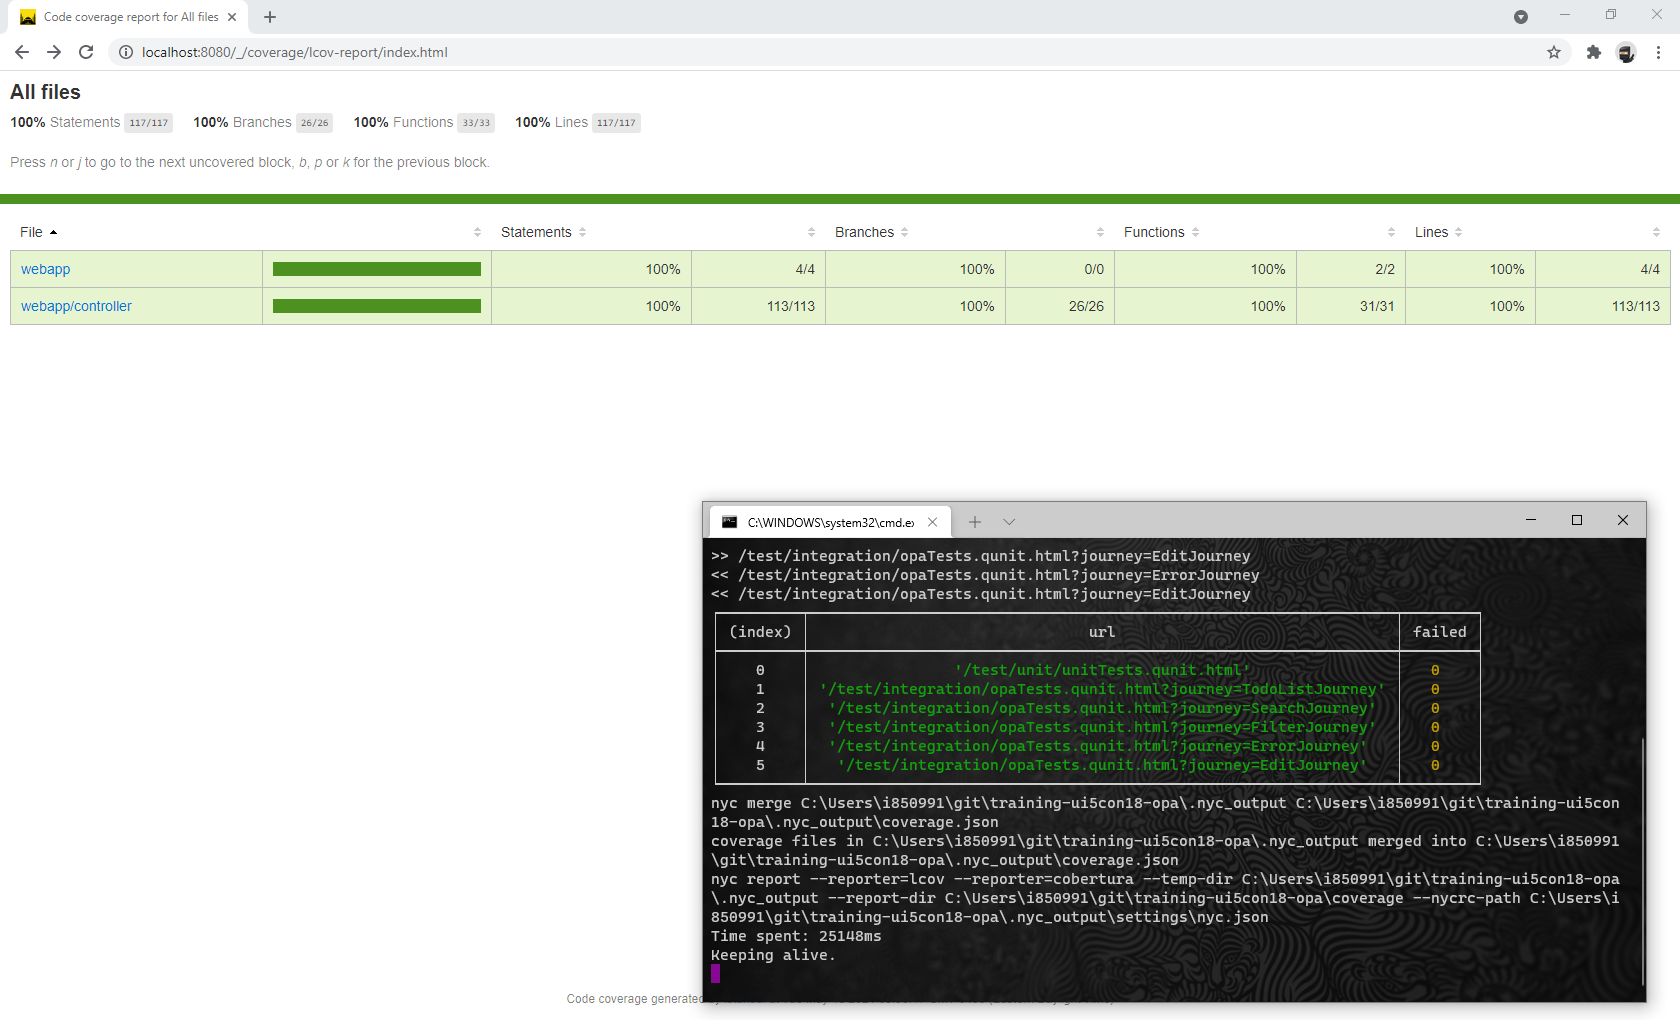 Code coverage report for All files
localhost:8080/_/coverage/lcov-report/index.html
All files
100% Statements 117/117 100% Branches 26/26 100% Functions 33/33 100% Lines 117/117
Press n or j to go to the next uncovered block, b, p or k for the previous block.
File Statements Branches Functions Lines
webapp 100% 4/4 100% 0/0 100% 2/2 100% 4/4
webapp/controller 100% 113/113 100% 26/26 100% 31/31 100% 113/113
C:\WINDOWS\system32\cmd.ex
>> /test/integration/opaTests.qunit.html?journey=EditJourney
<< /test/integration/opaTests.qunit.html?journey=ErrorJourney
<< /test/integration/opaTests.qunit.html?journey=EditJourney
(index) url failed
0 '/test/unit/unitTests.qunit.html' 0
1 '/test/integration/opaTests.qunit.html?journey=TodoListJourney' 0
2 '/test/integration/opaTests.qunit.html?journey=SearchJourney' 0
3 '/test/integration/opaTests.qunit.html?journey=FilterJourney' 0
4 '/test/integration/opaTests.qunit.html?journey=ErrorJourney' 0
5 '/test/integration/opaTests.qunit.html?journey=EditJourney' 0
nyc merge C:\Users\i850991\git\training-ui5con18-opa\.nyc_output C:\Users\i850991\git\training-ui5con
18-opa\.nyc_output\coverage.json
coverage files in C:\Users\i850991\git\training-ui5con18-opa\.nyc_output merged into C:\Users\i850991
\git\training-ui5con18-opa\.nyc_output\coverage.json
nyc report --reporter=lcov --reporter=cobertura --temp-dir C:\Users\i850991\git\training-ui5con18-opa
\.nyc_output --report-dir C:\Users\i850991\git\training-ui5con18-opa\coverage --nycrc-path C:\Users\i
850991\git\training-ui5con18-opa\.nyc_output\settings\nyc.json
Time spent: 25148ms
Keeping alive.
Code coverage generated